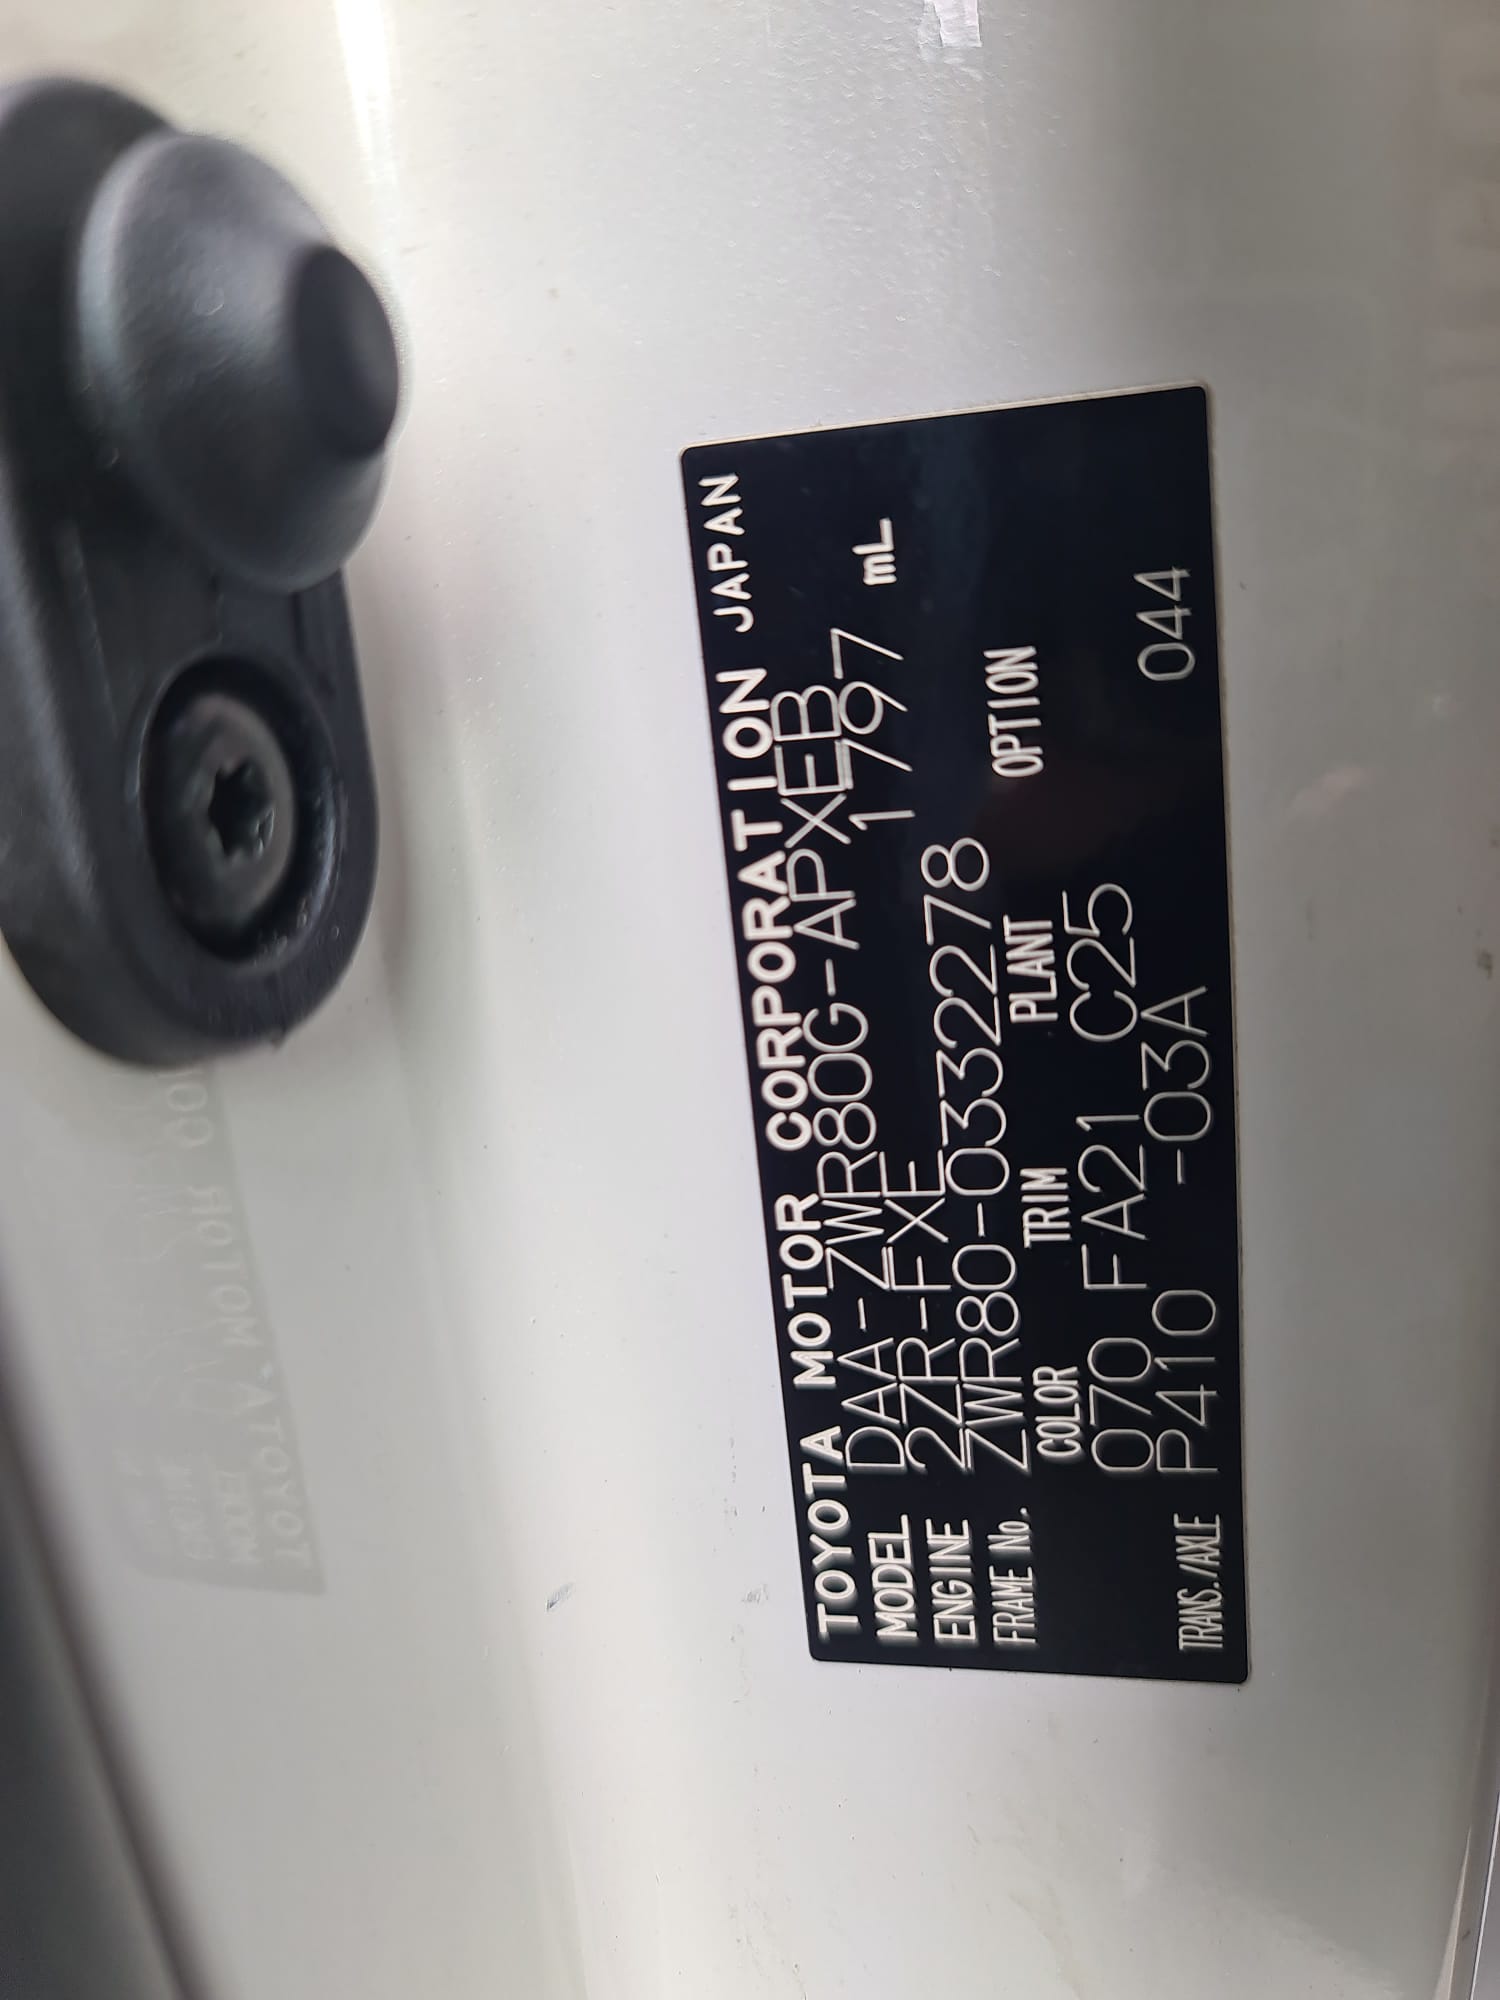 TOYOTA MOTOR CORPORATION JAPAN
MODEL DAA-ZWR80G-APXEB
ENGINE 2ZR-FXE 1797 mL
FRAME No. ZWR80-0332278
COLOR TRIM PLANT OPTION
070 FA21 C25
TRANS./AXLE P410 -03A 044